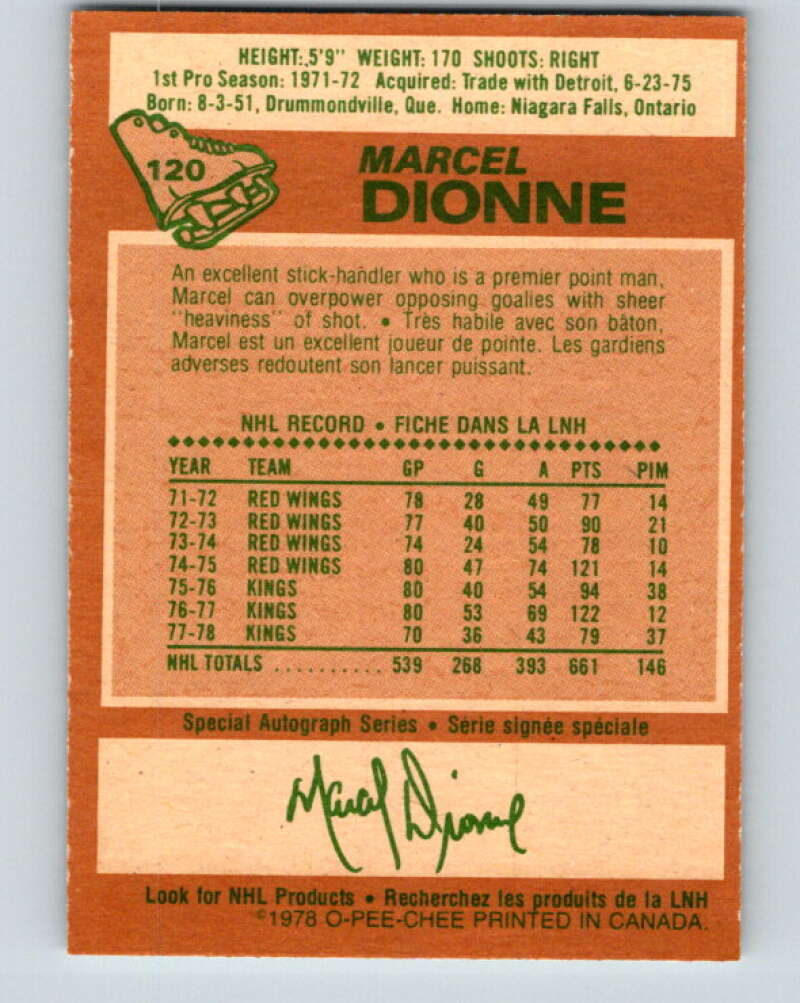 HEIGHT: 5'9" WEIGHT: 170 SHOOTS: RIGHT
1st Pro Season: 1971-72 Acquired: Trade with Detroit, 6-23-75
Born: 8-3-51, Drummondville, Que. Home: Niagara Falls, Ontario
120
MARCEL
DIONNE
An excellent stick-handler who is a premier point man,
Marcel can overpower opposing goalies with sheer
"heaviness" of shot. • Très habile avec son bâton,
Marcel est un excellent joueur de pointe. Les gardiens
adverses redoutent son lancer puissant.
NHL RECORD • FICHE DANS LA LNH
YEAR TEAM GP G A PTS PIM
71-72 RED WINGS 78 28 49 77 14
72-73 RED WINGS 77 40 50 90 21
73-74 RED WINGS 74 24 54 78 10
74-75 RED WINGS 80 47 74 121 14
75-76 KINGS 80 40 54 94 38
76-77 KINGS 80 53 69 122 12
77-78 KINGS 70 36 43 79 37
NHL TOTALS .......... 539 268 393 661 146
Special Autograph Series • Série signée spéciale
Marcel Dionne
Look for NHL Products • Recherchez les produits de la LNH
©1978 O-PEE-CHEE PRINTED IN CANADA.